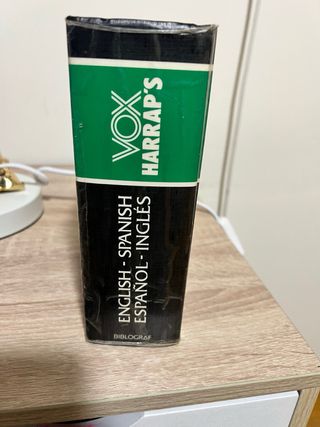 VOX
HARRAP'S
ENGLISH - SPANISH
ESPAÑOL - INGLÉS
BIBLOGRAF